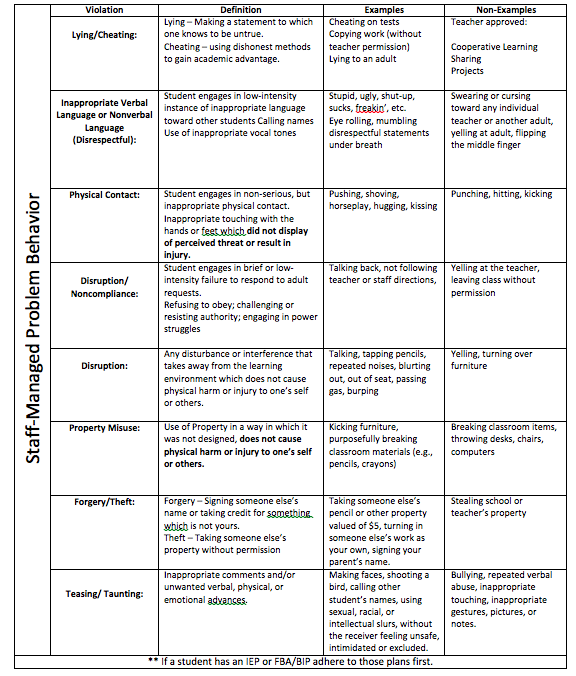 Violation Definition Examples Non-Examples
Staff-Managed Problem Behavior
Lying/Cheating:
Lying – Making a statement to which
one knows to be untrue.
Cheating – using dishonest methods
to gain academic advantage.
Cheating on tests
Copying work (without
teacher permission)
Lying to an adult
Teacher approved:
Cooperative Learning
Sharing
Projects
Inappropriate Verbal
Language or Nonverbal
Language
(Disrespectful):
Student engages in low-intensity
instance of inappropriate language
toward other students Calling names
Use of inappropriate vocal tones
Stupid, ugly, shut-up,
sucks, freakin’, etc.
Eye rolling, mumbling
disrespectful statements
under breath
Swearing or cursing
toward any individual
teacher or another adult,
yelling at adult, flipping
the middle finger
Physical Contact:
Student engages in non-serious, but
inappropriate physical contact.
Inappropriate touching with the
hands or feet which did not display
of perceived threat or result in
injury.
Pushing, shoving,
horseplay, hugging, kissing
Punching, hitting, kicking
Disruption/
Noncompliance:
Student engages in brief or low-
intensity failure to respond to adult
requests.
Refusing to obey; challenging or
resisting authority; engaging in power
struggles
Talking back, not following
teacher or staff directions,
Yelling at the teacher,
leaving class without
permission
Disruption:
Any disturbance or interference that
takes away from the learning
environment which does not cause
physical harm or injury to one’s self
or others.
Talking, tapping pencils,
repeated noises, blurting
out, out of seat, passing
gas, burping
Yelling, turning over
furniture
Property Misuse:
Use of Property in a way in which it
was not designed, does not cause
physical harm or injury to one’s self
or others.
Kicking furniture,
purposefully breaking
classroom materials (e.g.,
pencils, crayons)
Breaking classroom items,
throwing desks, chairs,
computers
Forgery/Theft:
Forgery – Signing someone else’s
name or taking credit for something
which is not yours.
Theft – Taking someone else’s
property without permission
Taking someone else’s
pencil or other property
valued of $5, turning in
someone else’s work as
your own, signing your
parent’s name.
Stealing school or
teacher’s property
Teasing/ Taunting:
Inappropriate comments and/or
unwanted verbal, physical, or
emotional advances.
Making faces, shooting a
bird, calling other
student’s names, using
sexual, racial, or
intellectual slurs, without
the receiver feeling unsafe,
intimidated or excluded.
Bullying, repeated verbal
abuse, inappropriate
touching, inappropriate
gestures, pictures, or
notes.
** If a student has an IEP or FBA/BIP adhere to those plans first.